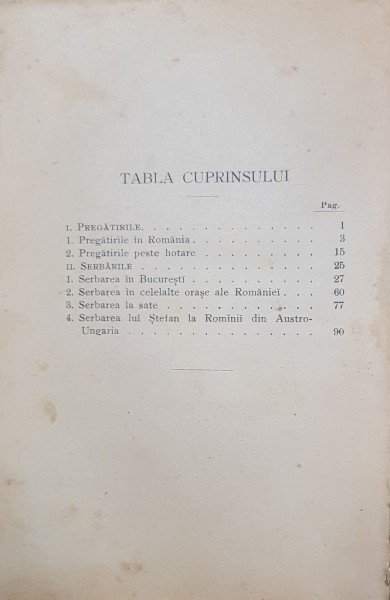 TABLA CUPRINSULUI
Pag.
I. PREGĂTIRILE. . . . . . . . . . . . . . 1
1. Pregătirile în România . . . . . . . . . . 3
2. Pregătirile peste hotare . . . . . . . . . . 15
II. SERBĂRILE . . . . . . . . . . . . . . . 25
1. Serbarea în Bucureștĭ . . . . . . . . . . . 27
2. Serbarea în celelalte orașe ale Românieĭ . . . 60
3. Serbarea la sate . . . . . . . . . . . . . 77
4. Serbarea lui Ștefan la Romînii din Austro-
Ungaria . . . . . . . . . . . . . . . . 90